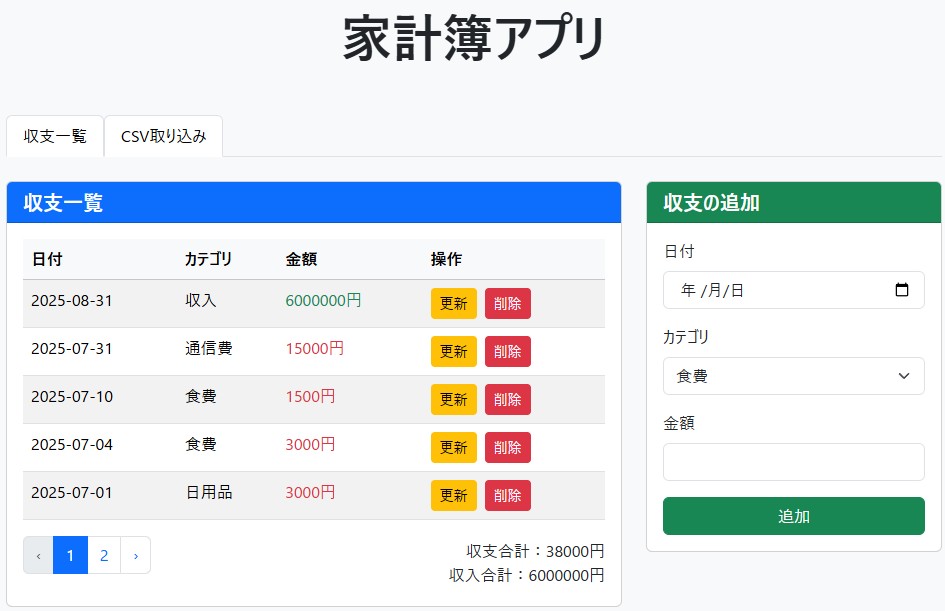 家計簿アプリ
収支一覧 CSV取り込み
収支一覧
日付 カテゴリ 金額 操作
2025-08-31 収入 6000000円 更新 削除
2025-07-31 通信費 15000円 更新 削除
2025-07-10 食費 1500円 更新 削除
2025-07-04 食費 3000円 更新 削除
2025-07-01 日用品 3000円 更新 削除
‹ 1 2 ›
収支合計：38000円
収入合計：6000000円
収支の追加
日付
年 /月/日
カテゴリ
食費
金額
追加